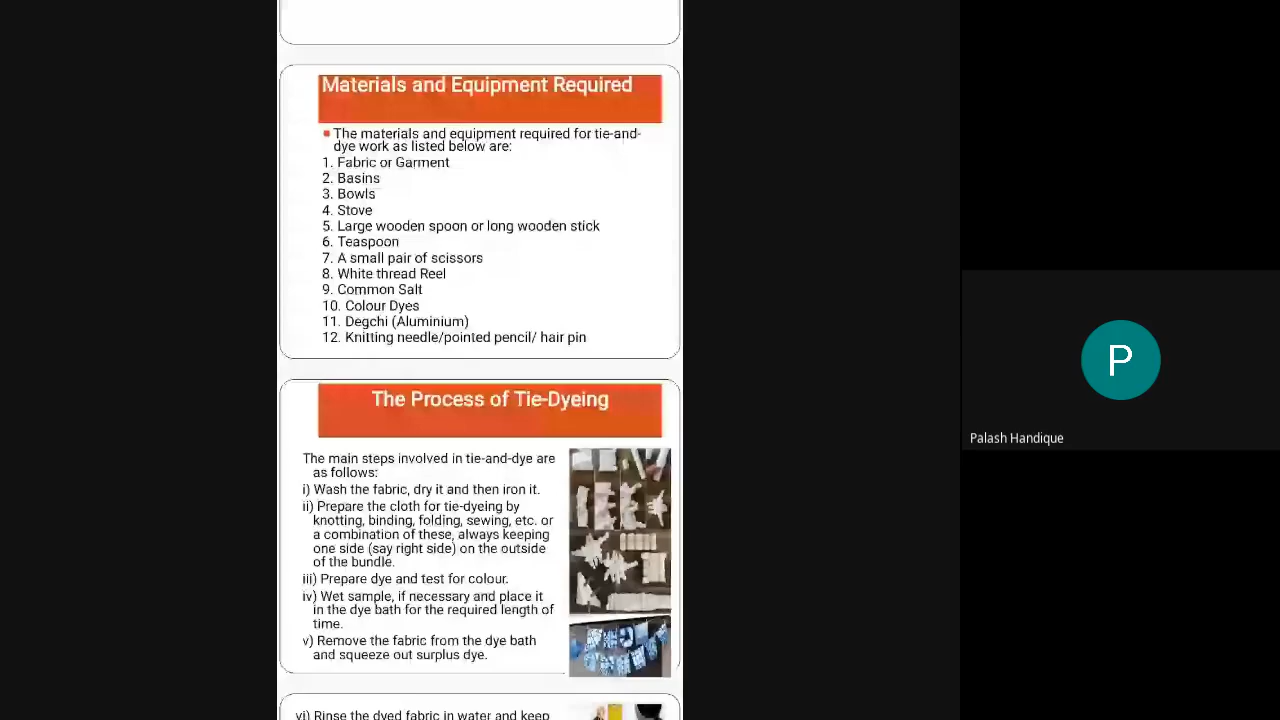 Materials and Equipment Required
The materials and equipment required for tie-and-
dye work as listed below are:
1. Fabric or Garment
2. Basins
3. Bowls
4. Stove
5. Large wooden spoon or long wooden stick
6. Teaspoon
7. A small pair of scissors
8. White thread Reel
9. Common Salt
10. Colour Dyes
11. Degchi (Aluminium)
12. Knitting needle/pointed pencil/ hair pin
The Process of Tie-Dyeing
The main steps involved in tie-and-dye are
as follows:
i) Wash the fabric, dry it and then iron it.
ii) Prepare the cloth for tie-dyeing by
knotting, binding, folding, sewing, etc. or
a combination of these, always keeping
one side (say right side) on the outside
of the bundle.
iii) Prepare dye and test for colour.
iv) Wet sample, if necessary and place it
in the dye bath for the required length of
time.
v) Remove the fabric from the dye bath
and squeeze out surplus dye.
vi) Rinse the dyed fabric in water and keep
P
Palash Handique